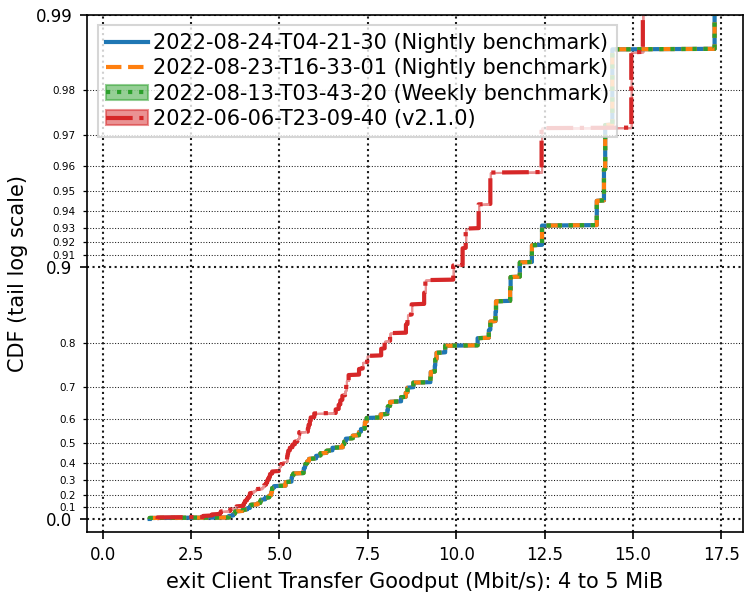 0.99
2022-08-24-T04-21-30 (Nightly benchmark)
2022-08-23-T16-33-01 (Nightly benchmark)
2022-08-13-T03-43-20 (Weekly benchmark)
2022-06-06-T23-09-40 (v2.1.0)
0.98
0.97
0.96
0.95
0.94
0.93
0.92
0.91
0.9
0.8
0.7
0.6
0.5
0.4
0.3
0.2
0.1
0.0
CDF (tail log scale)
0.0 2.5 5.0 7.5 10.0 12.5 15.0 17.5
exit Client Transfer Goodput (Mbit/s): 4 to 5 MiB